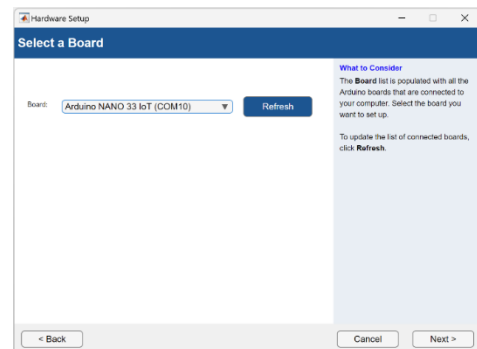 Hardware Setup
Select a Board
Board:
Arduino NANO 33 IoT (COM10)
Refresh
What to Consider
The Board list is populated with all the
Arduino boards that are connected to
your computer. Select the board you
want to set up.
To update the list of connected boards,
click Refresh.
< Back
Cancel
Next >